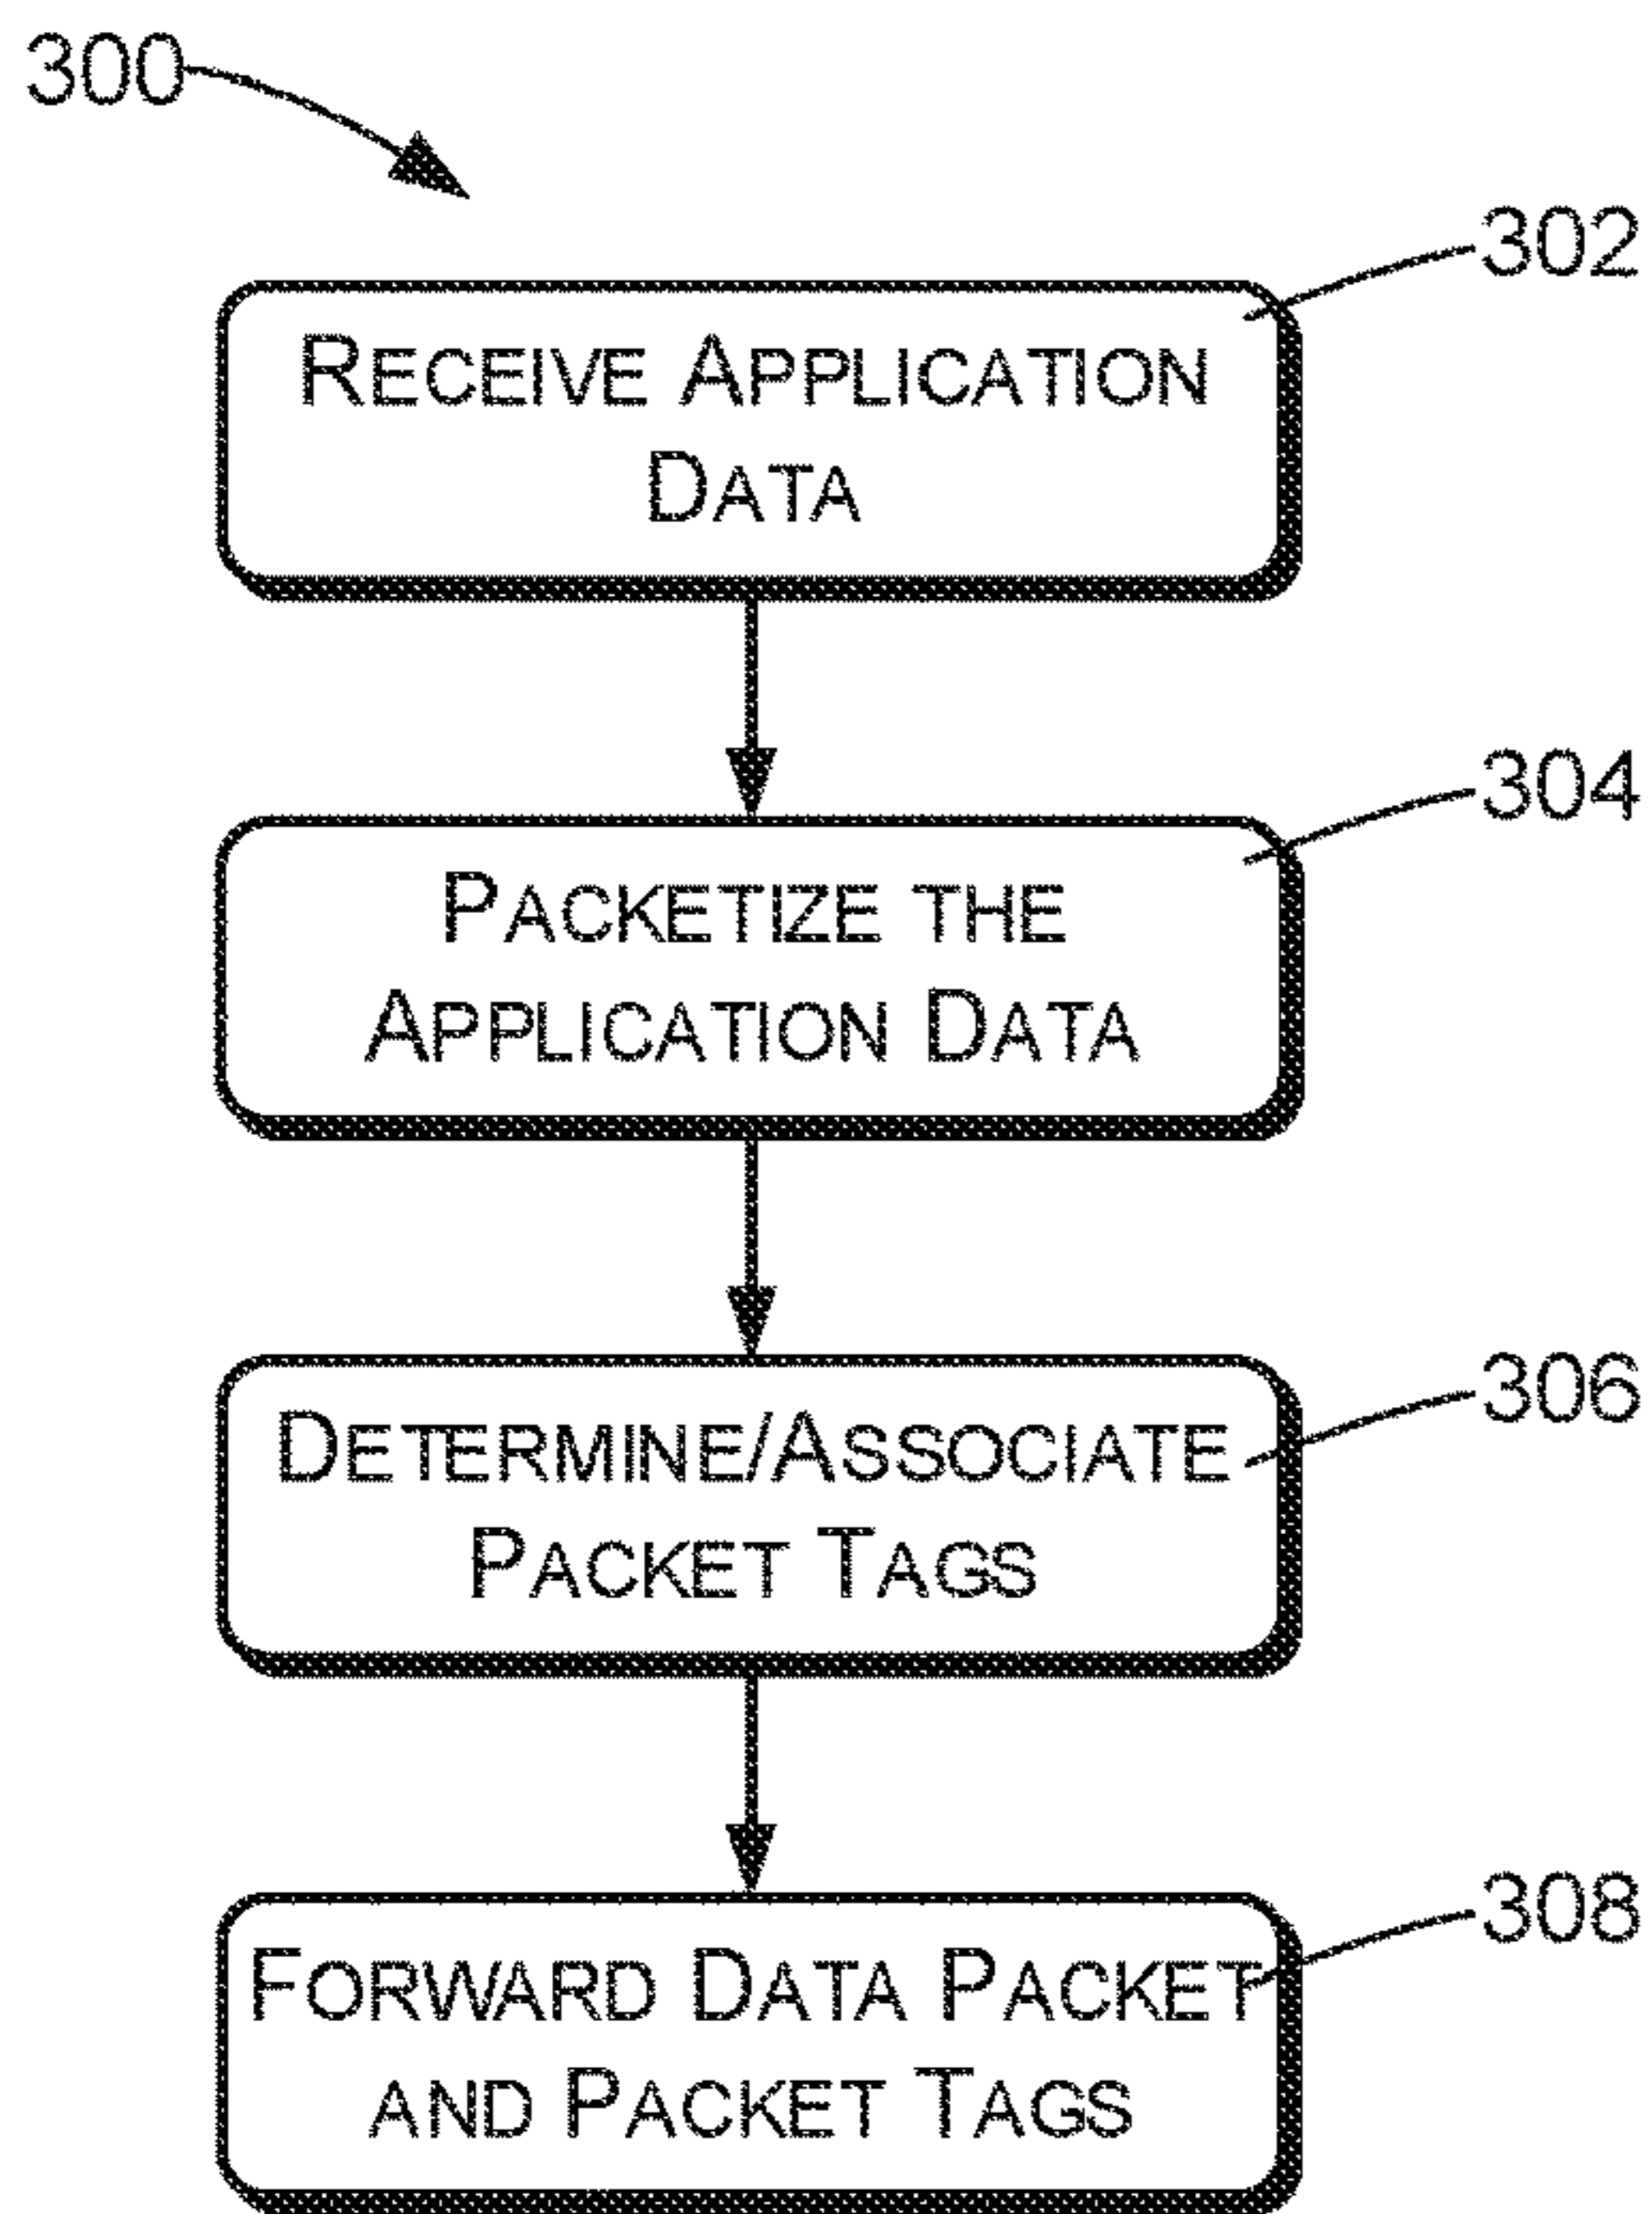 300
302
RECEIVE APPLICATION
DATA
304
PACKETIZE THE
APPLICATION DATA
306
DETERMINE/ASSOCIATE
PACKET TAGS
308
FORWARD DATA PACKET
AND PACKET TAGS